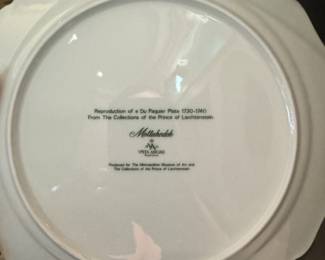 Reproduction of a Du Paquier Plate 1730-1740
From The Collections of the Prince of Liechtenstein
Mottahedeh
VISTA ALEGRE
Produced for The Metropolitan Museum of Art and
The Collections of the Prince of Liechtenstein